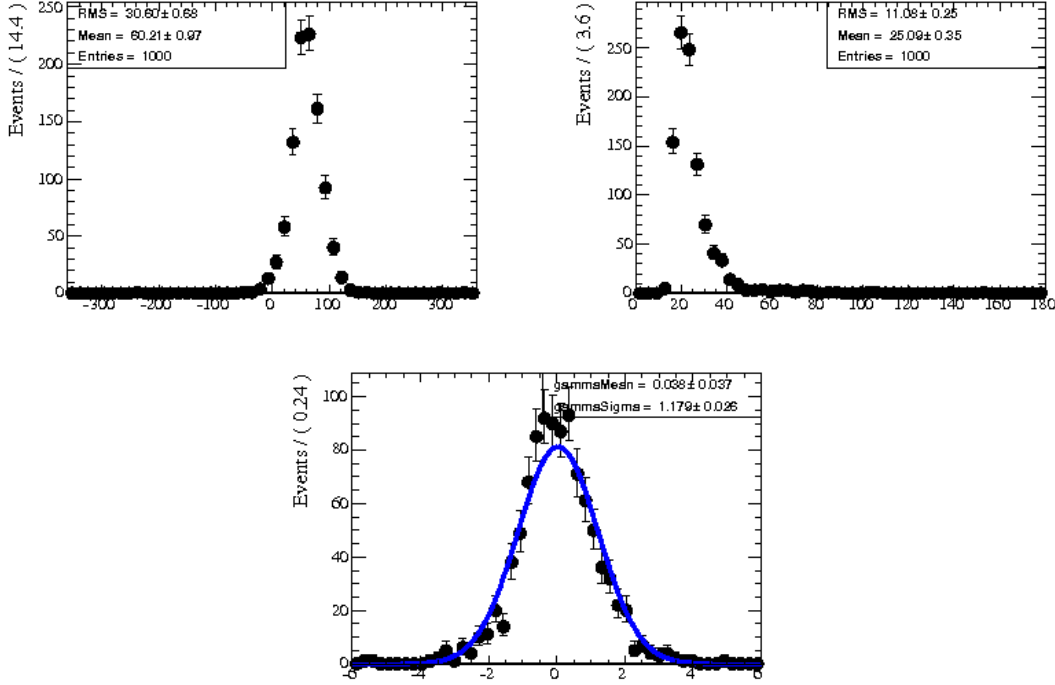 Events / ( 14.4 )
RMS = 30.60 ± 0.68
Mean = 60.21 ± 0.97
Entries = 1000
250
200
150
100
50
0
-300 -200 -100 0 100 200 300
Events / ( 3.6 )
RMS = 11.08 ± 0.25
Mean = 25.09 ± 0.35
Entries = 1000
250
200
150
100
50
0
0 20 40 60 80 100 120 140 160 180
Events / ( 0.24 )
gammaMean = 0.038 ± 0.037
gammaSigma = 1.179 ± 0.026
100
80
60
40
20
0
-6 -4 -2 0 2 4 6